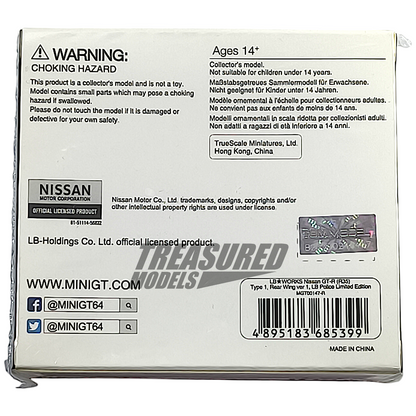 WARNING:
CHOKING HAZARD
This product is a collector's model and is not a toy.
Model contains small parts which may pose a choking
hazard if swallowed.
Please do not touch the model if it is damaged or
defective for your own safety.
Ages 14+
Collector's model.
Not suitable for children under 14 years.
Maßstabsgetreues Sammlermodell für Erwachsene.
Nicht geeignet für Kinder unter 14 Jahren.
Modèle ornemental à l'échelle pour collectionneurs adultes.
Ne convient pas aux enfants de moins de 14 ans.
Modelli ornamentali in scala ridotta per collezionisti adulti.
Non adatti a ragazzi di età inferiore a 14 anni.
TrueScale Miniatures, Ltd.
Hong Kong, China
NISSAN
MOTOR CORPORATION
OFFICIAL LICENSED PRODUCT
Nissan Motor Co., Ltd. trademarks, designs, copyrights and/or
other intellectual property rights are used under license.
LB-Holdings Co. Ltd. official licensed product.
TREASURED
MODELS
WWW.MINIGT.COM
@MINIGT64
@MINIGT64
LB★WORKS Nissan GT-R (R35)
Type 1, Rear Wing ver 1, LB Police Limited Edition
MGT00147-R
4 895183 685399
MADE IN CHINA